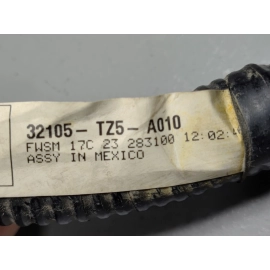 32105- TZ5- A010
FWSM 17C 23 283100 12:02:
ASSY IN MEXICO